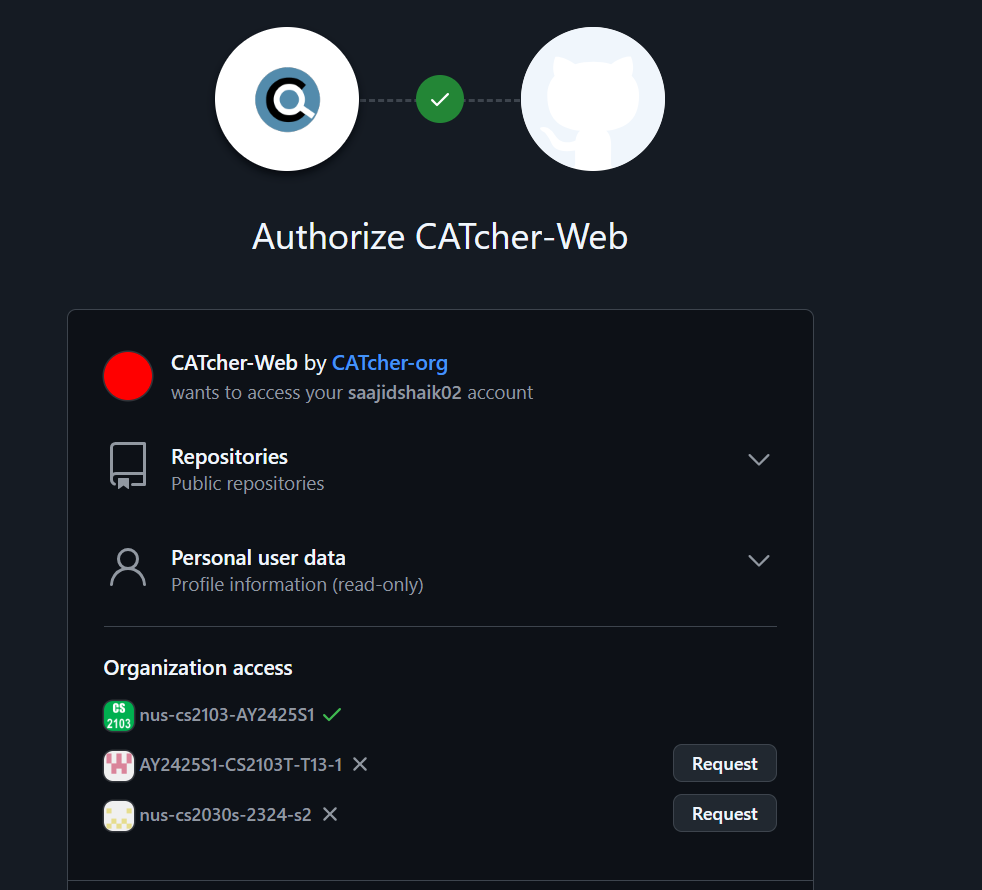 Authorize CATcher-Web
CATcher-Web by CATcher-org
wants to access your saajidshaik02 account
Repositories
Public repositories
Personal user data
Profile information (read-only)
Organization access
CS
2103
nus-cs2103-AY2425S1
AY2425S1-CS2103T-T13-1
Request
nus-cs2030s-2324-s2
Request